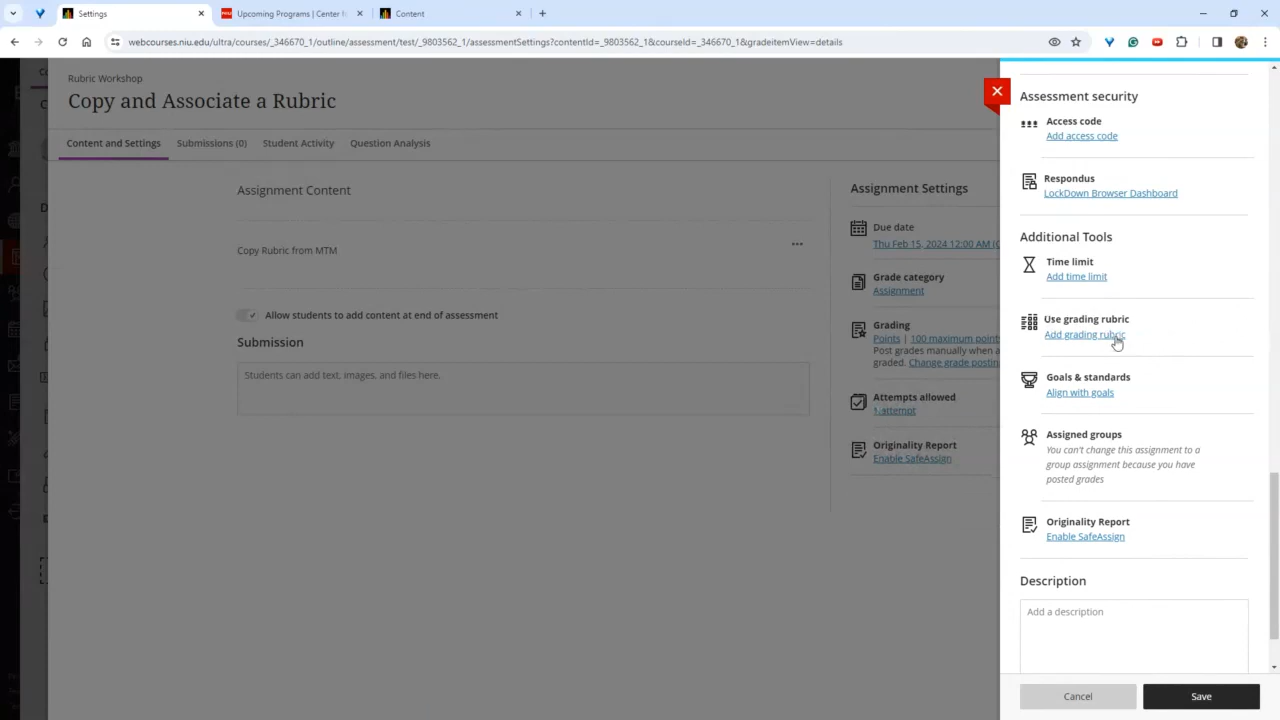 Settings
Upcoming Programs | Center f
Content
webcourses.niu.edu/ultra/courses/_346670_1/outline/assessment/test/_9803562_1/assessmentSettings?contentId=_9803562_1&courseId=_346670_1&gradeitemView=details
Rubric Workshop
Copy and Associate a Rubric
Content and Settings
Submissions (0)
Student Activity
Question Analysis
Assignment Content
Copy Rubric from MTM
Allow students to add content at end of assessment
Submission
Students can add text, images, and files here.
Assignment Settings
Due date
Thu Feb 15, 2024 12:00 AM (C
Grade category
Assignment
Grading
Points | 100 maximum points
Post grades manually when a
graded. Change grade postin
Attempts allowed
1 attempt
Originality Report
Enable SafeAssign
Assessment security
Access code
Add access code
Respondus
LockDown Browser Dashboard
Additional Tools
Time limit
Add time limit
Use grading rubric
Add grading rubric
Goals & standards
Align with goals
Assigned groups
You can't change this assignment to a
group assignment because you have
posted grades
Originality Report
Enable SafeAssign
Description
Add a description
Cancel
Save